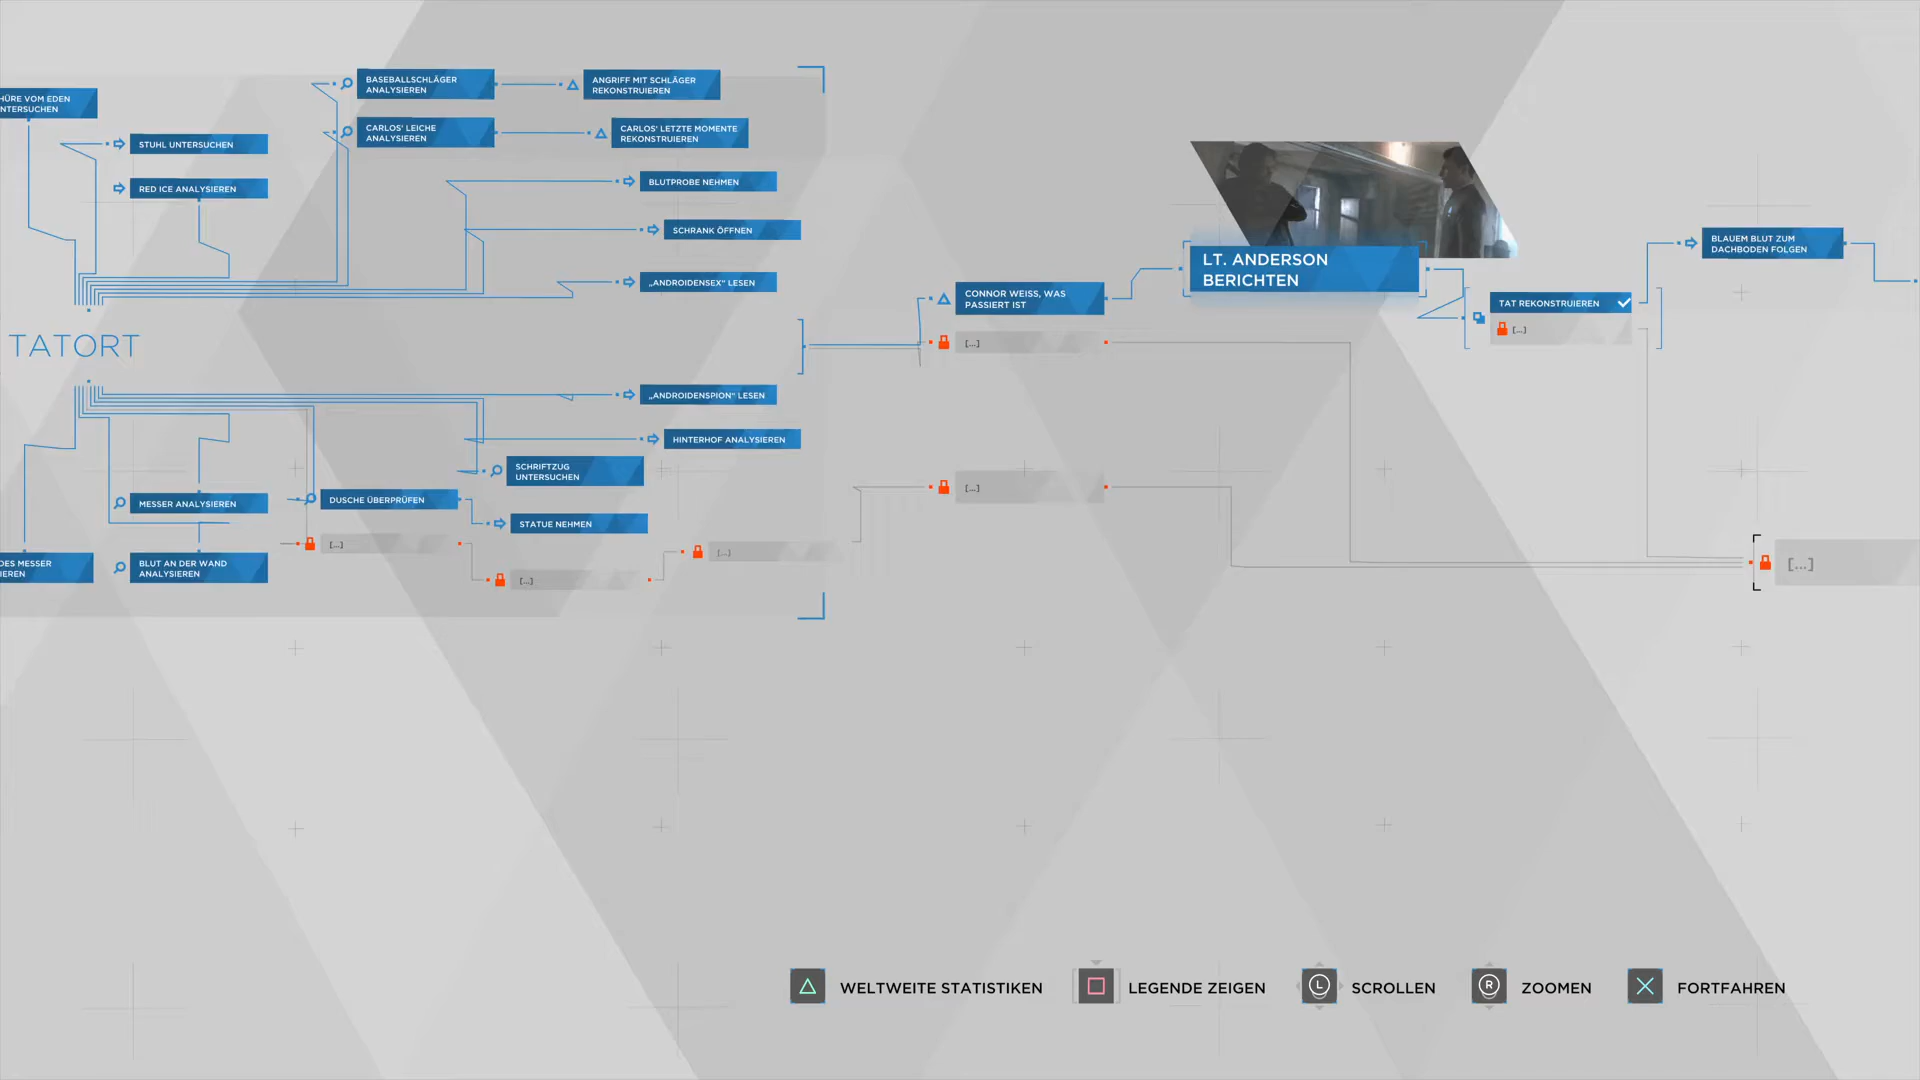 BASEBALLSCHLÄGER
ANALYSIEREN
ANGRIFF MIT SCHLÄGER
REKONSTRUIEREN
HÜRE VOM EDEN
NTERSUCHEN
CARLOS' LEICHE
ANALYSIEREN
CARLOS' LETZTE MOMENTE
REKONSTRUIEREN
STUHL UNTERSUCHEN
RED ICE ANALYSIEREN
BLUTPROBE NEHMEN
SCHRANK ÖFFNEN
„ANDROIDENSEX“ LESEN
LT. ANDERSON
BERICHTEN
BLAUEM BLUT ZUM
DACHBODEN FOLGEN
CONNOR WEISS, WAS
PASSIERT IST
TAT REKONSTRUIEREN
[...]
TATORT
[...]
„ANDROIDENSPION“ LESEN
HINTERHOF ANALYSIEREN
SCHRIFTZUG
UNTERSUCHEN
[...]
MESSER ANALYSIEREN
DUSCHE ÜBERPRÜFEN
STATUE NEHMEN
[...]
[...]
[...]
DES MESSER
IEREN
BLUT AN DER WAND
ANALYSIEREN
[...]
WELTWEITE STATISTIKEN
LEGENDE ZEIGEN
L
SCROLLEN
R
ZOOMEN
FORTFAHREN